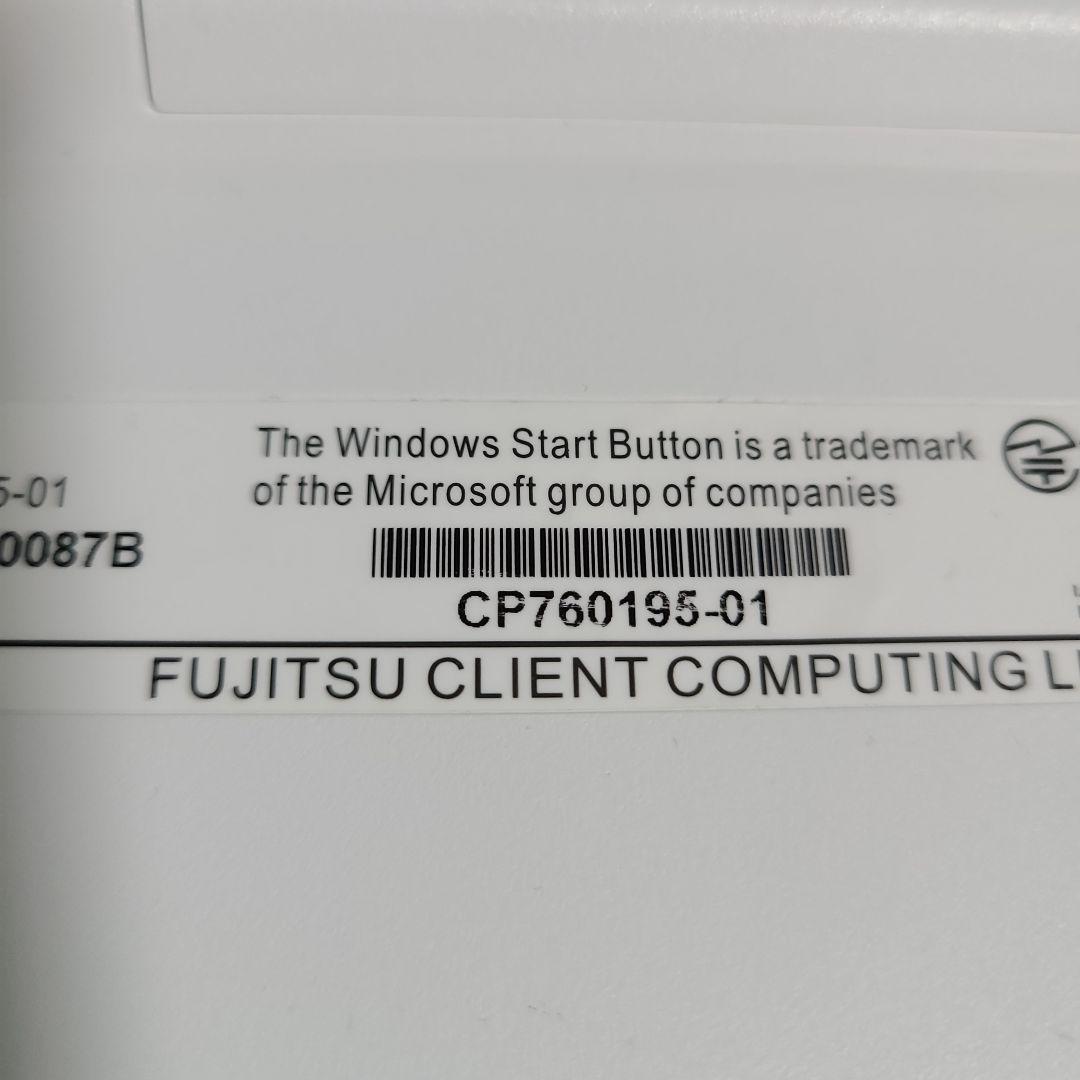 The Windows Start Button is a trademark
of the Microsoft group of companies
5-01
0087B
CP760195-01
FUJITSU CLIENT COMPUTING L